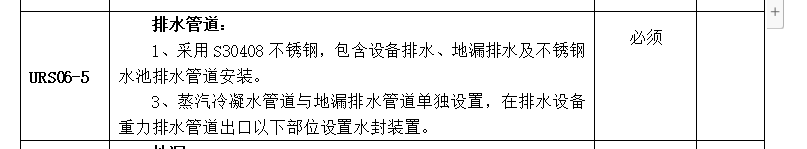 排水管道：
1、采用 S30408 不锈钢，包含设备排水、地漏排水及不锈钢
水池排水管道安装。
3、蒸汽冷凝水管道与地漏排水管道单独设置，在排水设备
重力排水管道出口以下部位设置水封装置。
URS06-5
必须